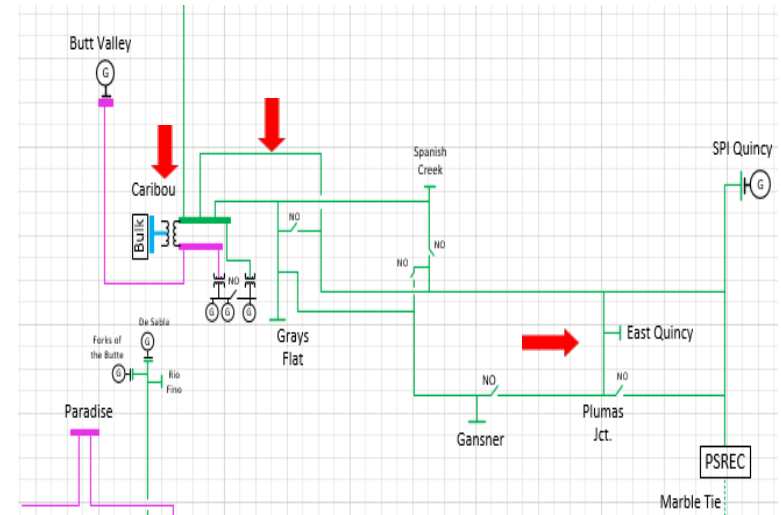 Butt Valley
G
Caribou
Bulk
NO
G G G
Spanish
Creek
NO
NO
NO
SPI Quincy
G
Grays
Flat
East Quincy
De Sabla
G
Forks of
the Butte
G
Rio
Fino
Paradise
NO
Gansner
NO
Plumas
Jct.
PSREC
Marble Tie